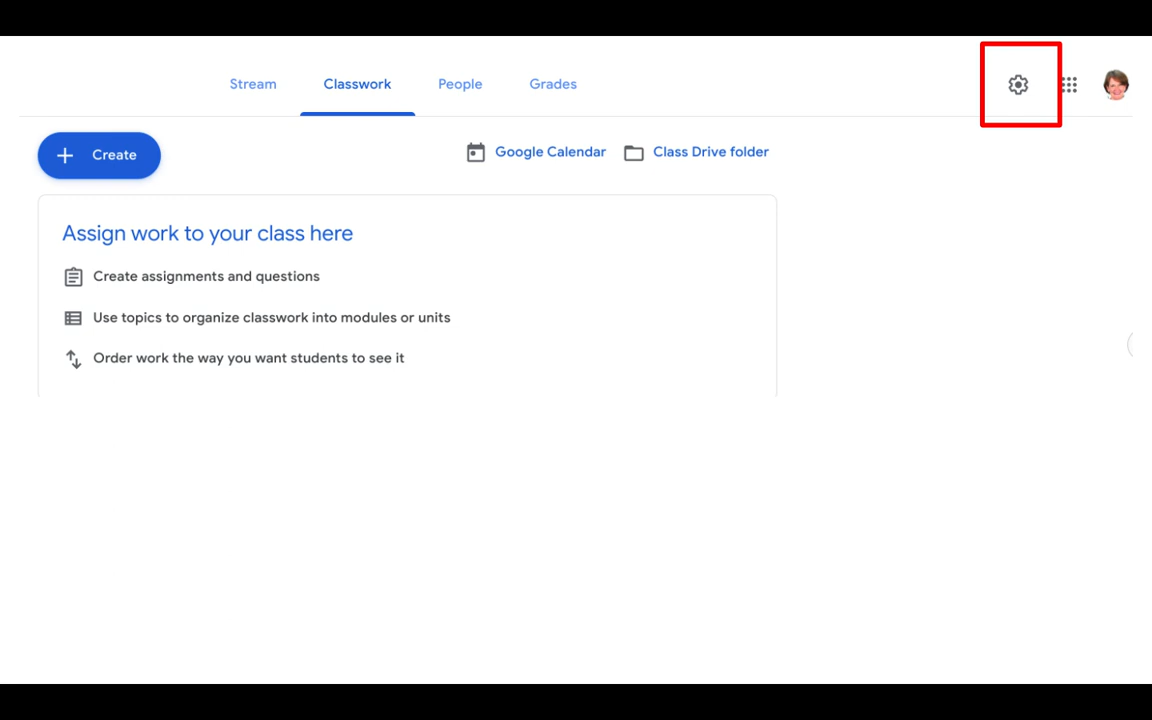 Stream Classwork People Grades
Create
Google Calendar Class Drive folder
Assign work to your class here
Create assignments and questions
Use topics to organize classwork into modules or units
Order work the way you want students to see it